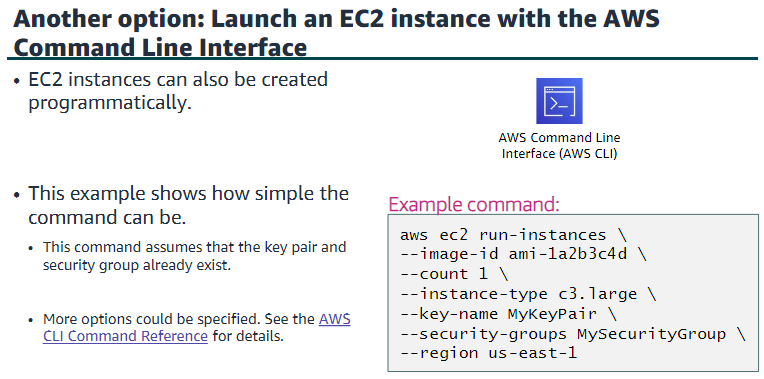 Another option: Launch an EC2 instance with the AWS
Command Line Interface
• EC2 instances can also be created
programmatically.
AWS Command Line
Interface (AWS CLI)
• This example shows how simple the
command can be.
• This command assumes that the key pair and
security group already exist.
• More options could be specified. See the AWS
CLI Command Reference for details.
Example command:
aws ec2 run-instances \
--image-id ami-1a2b3c4d \
--count 1 \
--instance-type c3.large \
--key-name MyKeyPair \
--security-groups MySecurityGroup \
--region us-east-1